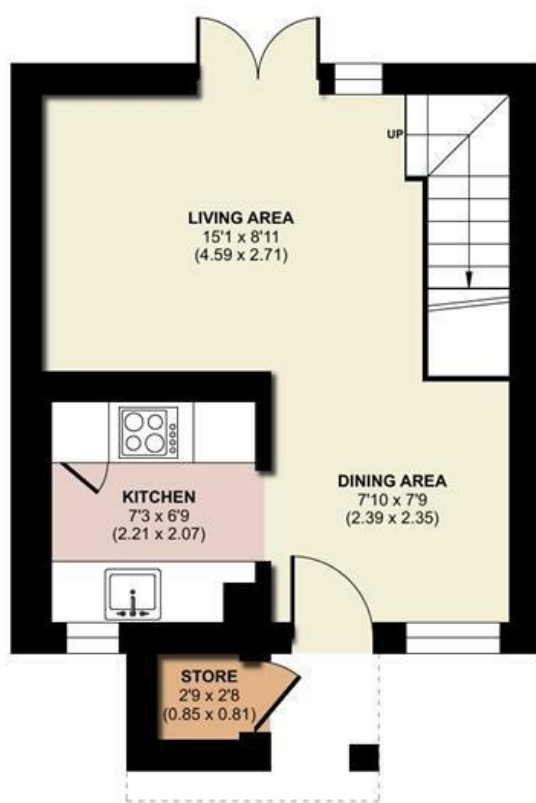 UP
LIVING AREA
15'1 x 8'11
(4.59 x 2.71)
KITCHEN
7'3 x 6'9
(2.21 x 2.07)
DINING AREA
7'10 x 7'9
(2.39 x 2.35)
STORE
2'9 x 2'8
(0.85 x 0.81)